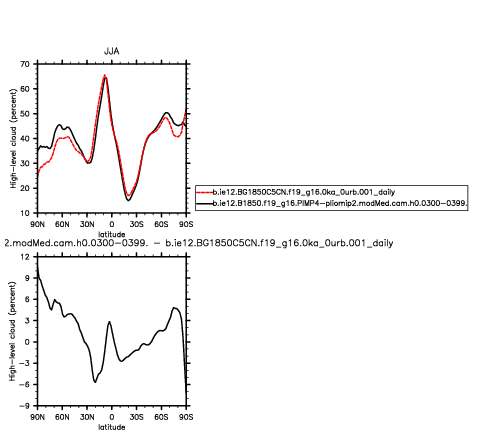 JJA
70
60
50
40
30
20
10
High-level cloud (percent)
90N 60N 30N 0 30S 60S 90S
latitude
b.ie12.BG1850C5CN.f19_g16.0ka_0urb.001_daily
b.ie12.B1850.f19_g16.PIMP4-pliomip2.modMed.cam.h0.0300-0399.
2.modMed.cam.h0.0300-0399. - b.ie12.BG1850C5CN.f19_g16.0ka_0urb.001_daily
12
9
6
3
0
-3
-6
-9
High-level cloud (percent)
90N 60N 30N 0 30S 60S 90S
latitude